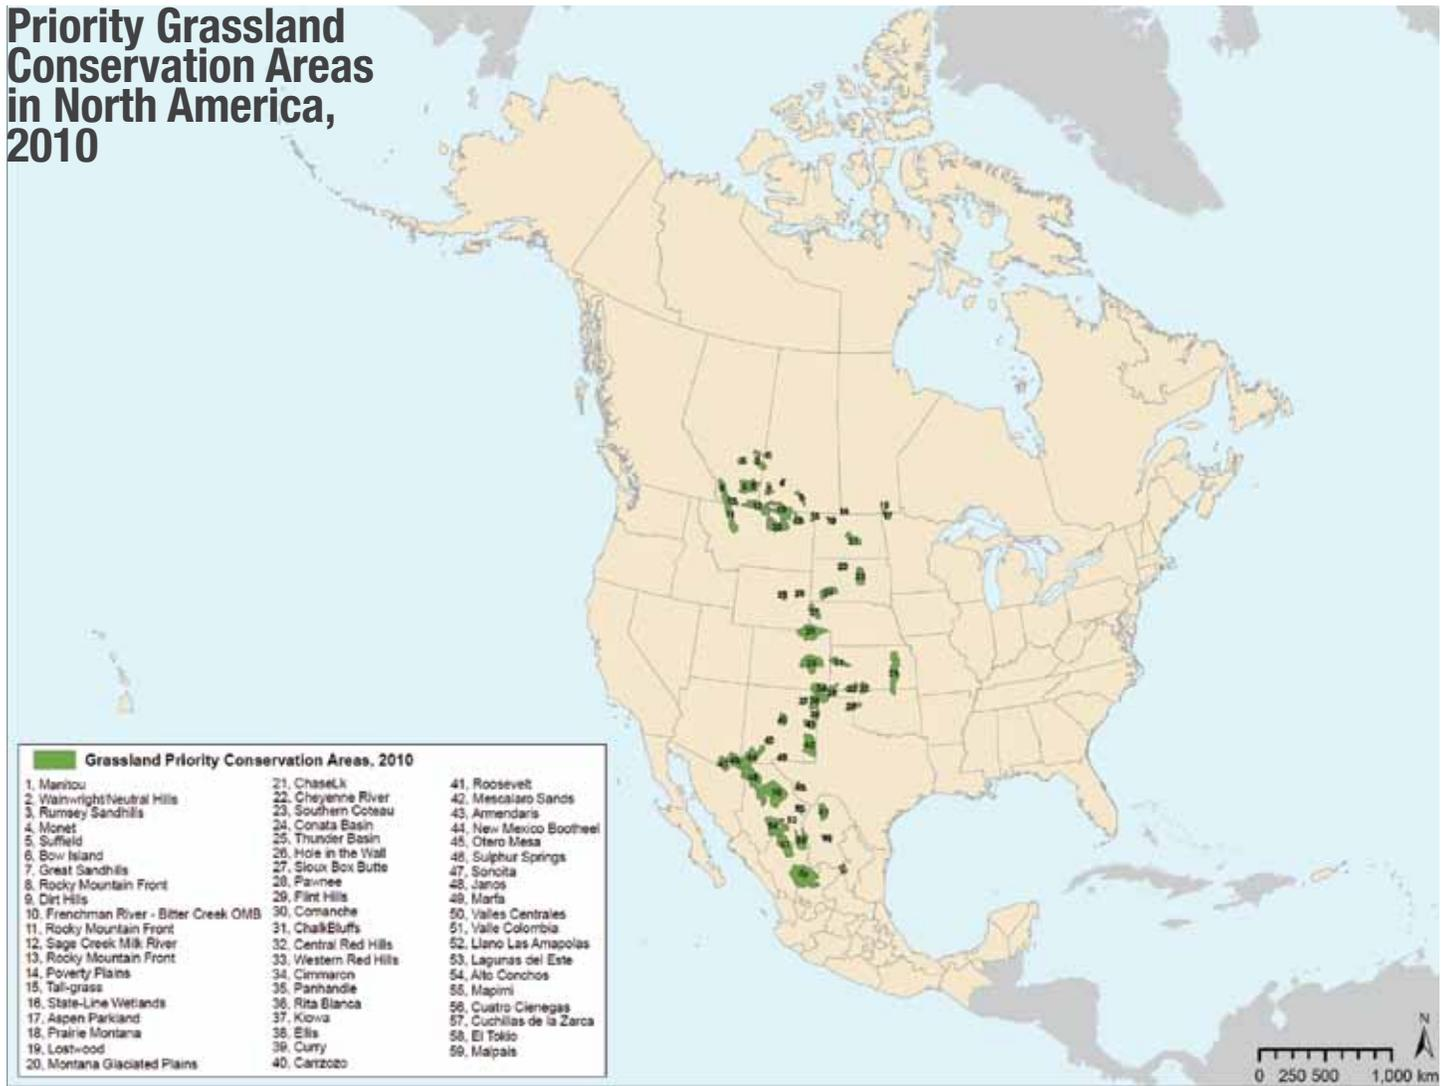 Priority Grassland
Conservation Areas
in North America,
2010
Grassland Priority Conservation Areas, 2010
1, Manitou
2, Wainwright/Neutral Hills
3, Rumsey Sandhills
4, Monet
5, Suffield
6, Bow Island
7, Great Sandhills
8, Rocky Mountain Front
9, Dirt Hills
10, Frenchman River - Bitter Creek OMB
11, Rocky Mountain Front
12, Sage Creek Milk River
13, Rocky Mountain Front
14, Poverty Plains
15, Tall-grass
16, State-Line Wetlands
17, Aspen Parkland
18, Prairie Montana
19, Lostwood
20, Montana Glaciated Plains
21, ChaseLk
22, Cheyenne River
23, Southern Coteau
24, Conata Basin
25, Thunder Basin
26, Hole in the Wall
27, Sioux Box Butte
28, Pawnee
29, Flint Hills
30, Comanche
31, ChalkBluffs
32, Central Red Hills
33, Western Red Hills
34, Cimmaron
35, Panhandle
36, Rita Blanca
37, Kiowa
38, Ellis
39, Curry
40, Carrizozo
41, Roosevelt
42, Mescalaro Sands
43, Armendaris
44, New Mexico Bootheel
45, Otero Mesa
46, Sulphur Springs
47, Sonoita
48, Janos
49, Marfa
50, Valles Centrales
51, Valle Colombia
52, Llano Las Amapolas
53, Lagunas del Este
54, Alto Conchos
55, Mapimi
56, Cuatro Cienegas
57, Cuchillas de la Zarca
58, El Tokio
59, Malpais
N
0 250 500 1,000 km